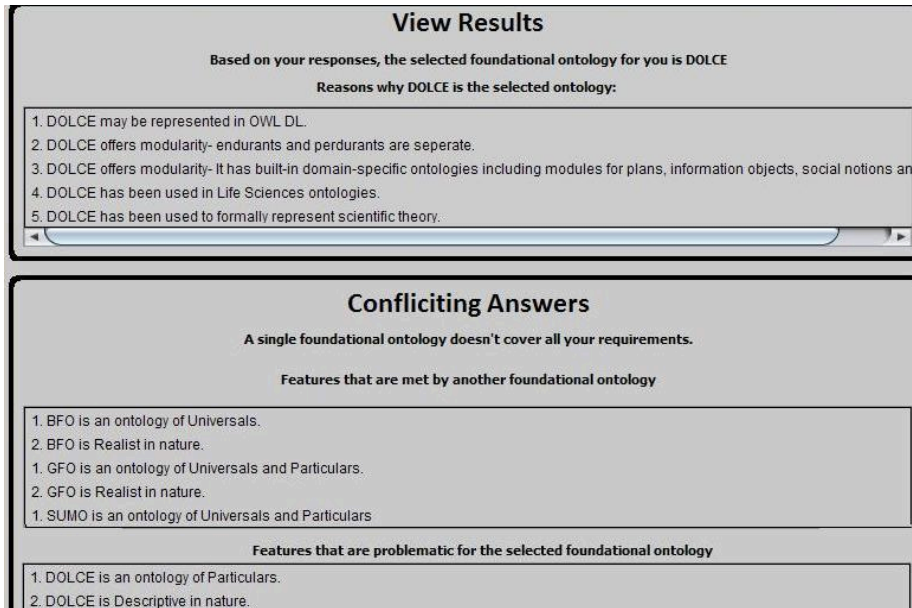 View Results
Based on your responses, the selected foundational ontology for you is DOLCE
Reasons why DOLCE is the selected ontology:
1. DOLCE may be represented in OWL DL.
2. DOLCE offers modularity- endurants and perdurants are seperate.
3. DOLCE offers modularity- It has built-in domain-specific ontologies including modules for plans, information objects, social notions an
4. DOLCE has been used in Life Sciences ontologies.
5. DOLCE has been used to formally represent scientific theory.
Confliciting Answers
A single foundational ontology doesn't cover all your requirements.
Features that are met by another foundational ontology
1. BFO is an ontology of Universals.
2. BFO is Realist in nature.
1. GFO is an ontology of Universals and Particulars.
2. GFO is Realist in nature.
1. SUMO is an ontology of Universals and Particulars
Features that are problematic for the selected foundational ontology
1. DOLCE is an ontology of Particulars.
2. DOLCE is Descriptive in nature.